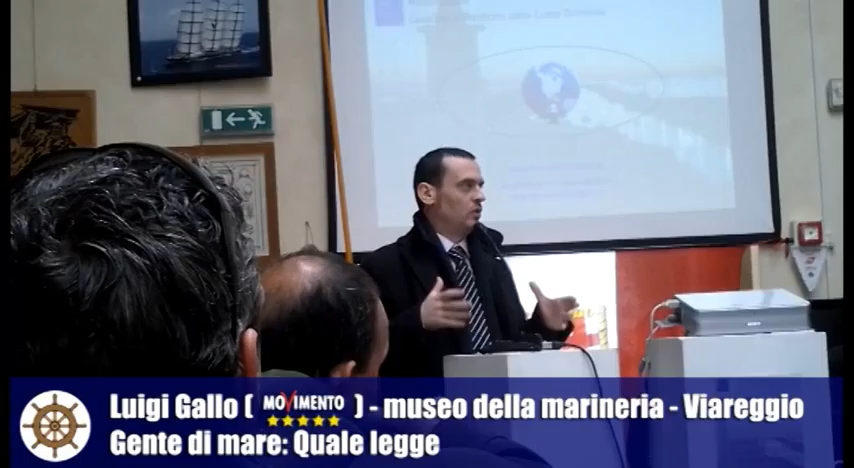 Luigi Gallo ( MOVIMENTO ) - museo della marineria - Viareggio
Gente di mare: Quale legge